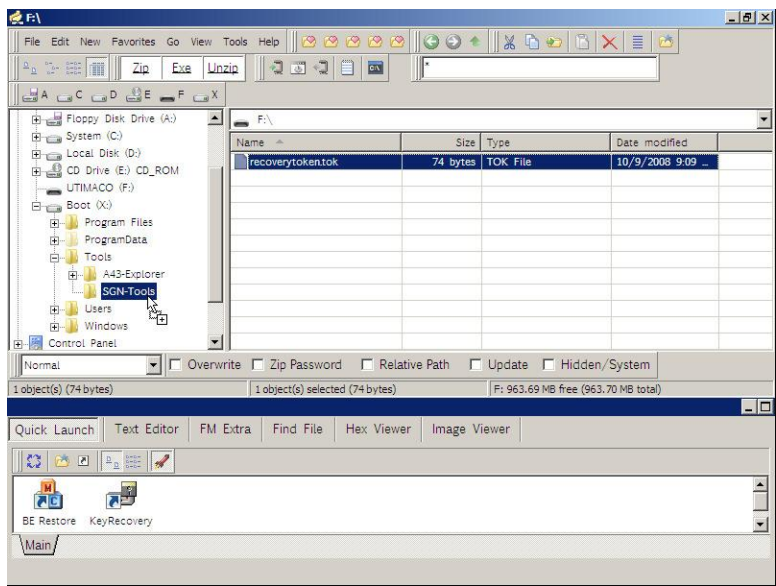 F:\
File Edit New Favorites Go View Tools Help
Zip Exe Unzip *
A C D E F X
Floppy Disk Drive (A:)
System (C:)
Local Disk (D:)
CD Drive (E:) CD_ROM
UTIMACO (F:)
Boot (X:)
Program Files
ProgramData
Tools
A43-Explorer
SGN-Tools
Users
Windows
Control Panel
F:\
Name Size Type Date modified
recoverytoken.tok 74 bytes TOK File 10/9/2008 9:09 ...
Normal Overwrite Zip Password Relative Path Update Hidden/System
1 object(s) (74 bytes) 1 object(s) selected (74 bytes) F: 963.69 MB free (963.70 MB total)
Quick Launch Text Editor FM Extra Find File Hex Viewer Image Viewer
BE Restore KeyRecovery
Main